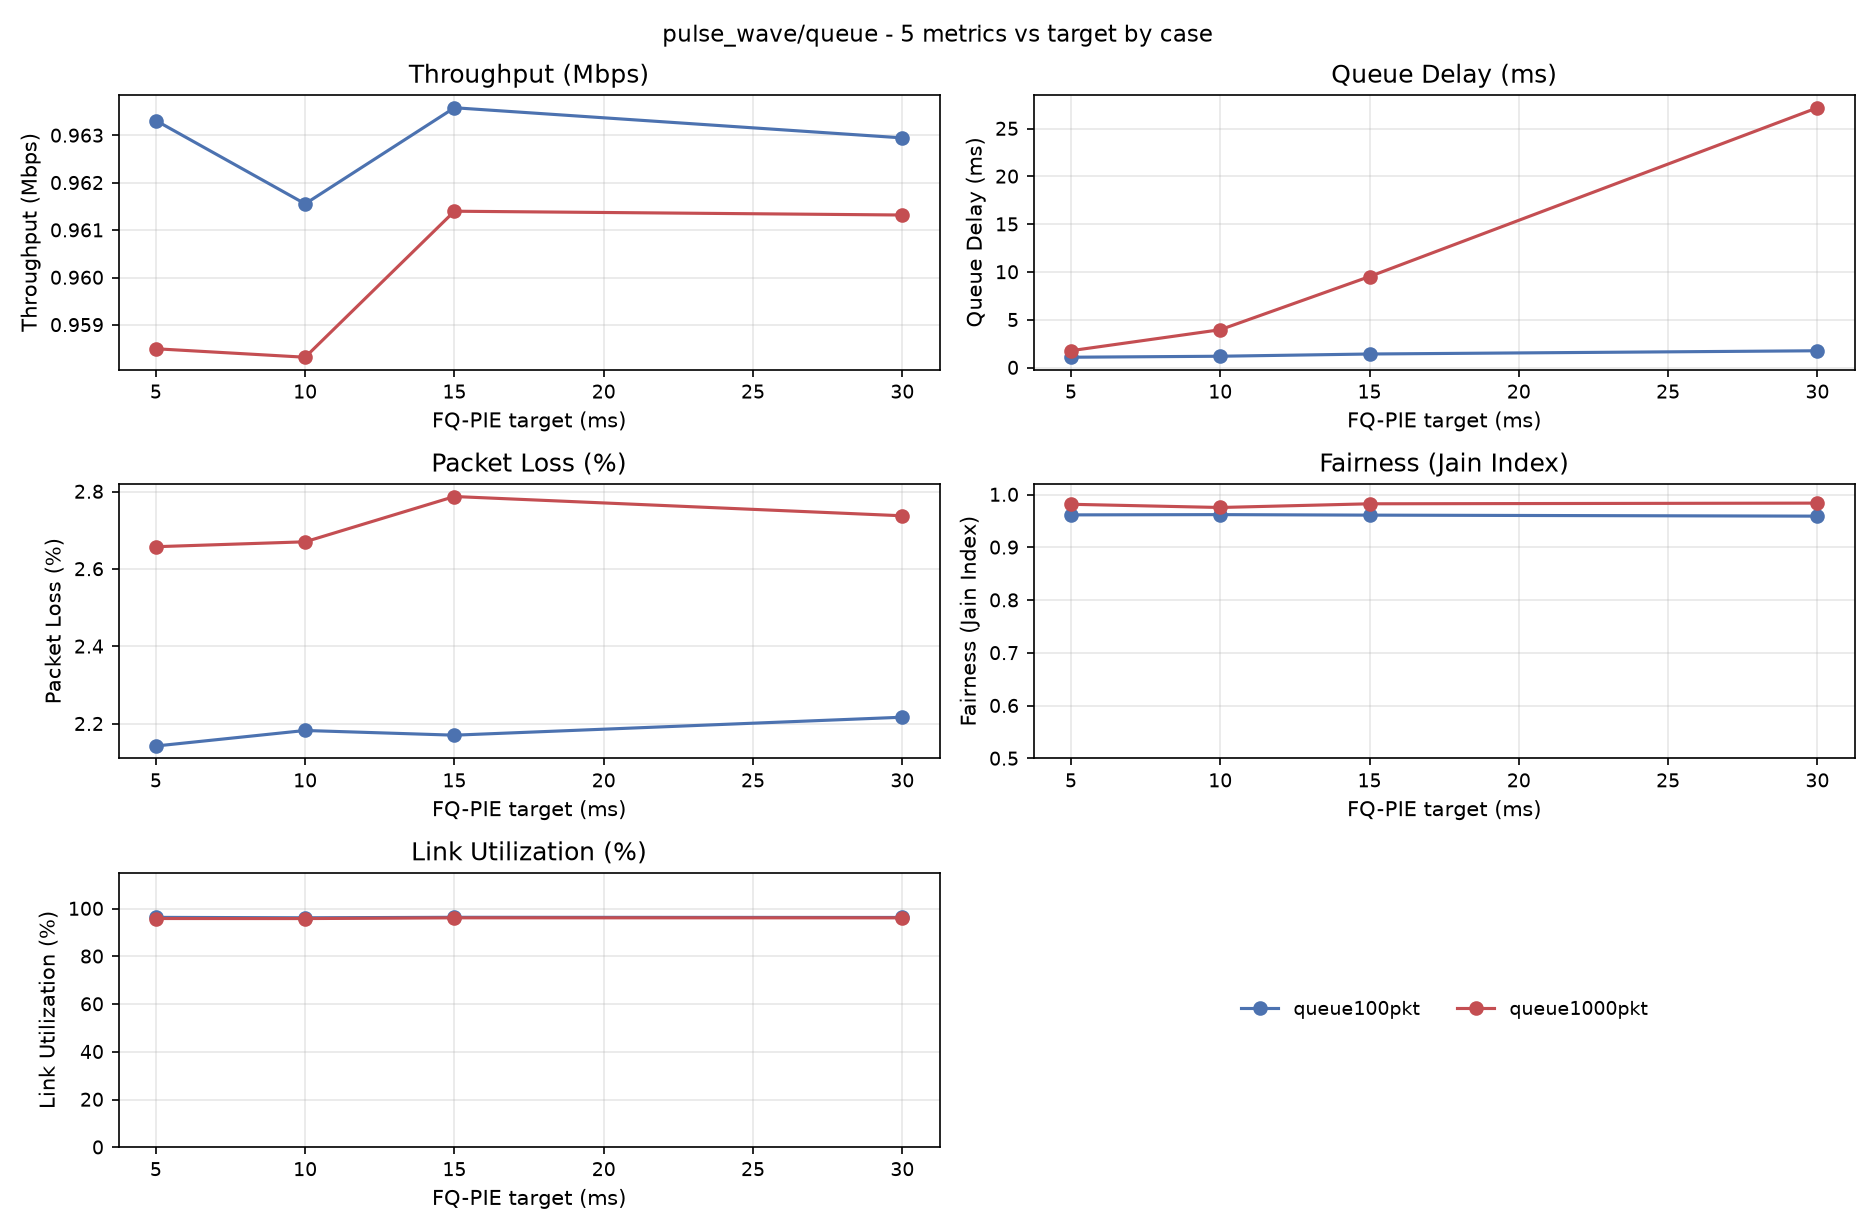 pulse_wave/queue - 5 metrics vs target by case
Throughput (Mbps)
Throughput (Mbps)
0.963
0.962
0.961
0.960
0.959
5 10 15 20 25 30
FQ-PIE target (ms)
Queue Delay (ms)
Queue Delay (ms)
25
20
15
10
5
0
5 10 15 20 25 30
FQ-PIE target (ms)
Packet Loss (%)
Packet Loss (%)
2.8
2.6
2.4
2.2
5 10 15 20 25 30
FQ-PIE target (ms)
Fairness (Jain Index)
Fairness (Jain Index)
1.0
0.9
0.8
0.7
0.6
0.5
5 10 15 20 25 30
FQ-PIE target (ms)
Link Utilization (%)
Link Utilization (%)
100
80
60
40
20
0
5 10 15 20 25 30
FQ-PIE target (ms)
queue100pkt queue1000pkt